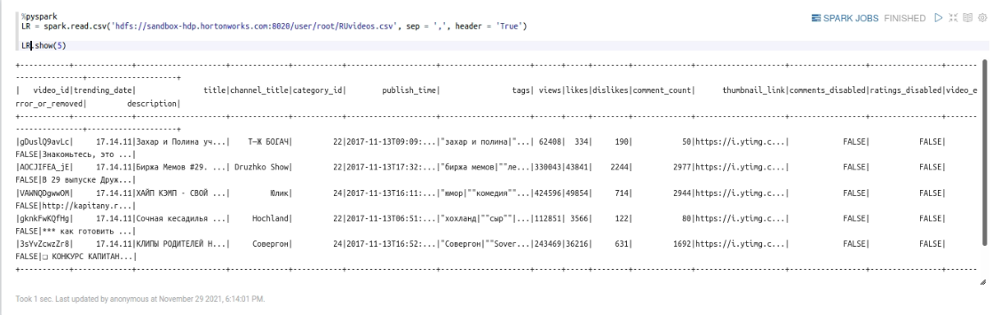 %pyspark
LR = spark.read.csv('hdfs://sandbox-hdp.hortonworks.com:8020/user/root/RUvideos.csv', sep = ',', header = 'True')
SPARK JOBS FINISHED
LR.show(5)
+----------+------------+--------------------+-------------+-----------+--------------------+--------------------+------+-----+--------+-------------+--------------------+-----------------+----------------+------
----------------+--------------------+
| video_id|trending_date| title|channel_title|category_id| publish_time| tags| views|likes|dislikes|comment_count| thumbnail_link|comments_disabled|ratings_disabled|video_e
rror_or_removed| description|
+----------+------------+--------------------+-------------+-----------+--------------------+--------------------+------+-----+--------+-------------+--------------------+-----------------+----------------+------
----------------+--------------------+
|gDuslQ9avLc| 17.14.11|Захар и Полина уч...| Т—Ж БОГАЧ| 22|2017-11-13T09:09:...|"захар и полина|"...| 62408| 334| 190| 50|https://i.ytimg.c...| FALSE| FALSE|
FALSE|Знакомьтесь, это ...|
|AOCJIFEA_jE| 17.14.11|Биржа Мемов #29. ...| Druzhko Show| 22|2017-11-13T17:32:...|"биржа мемов|""ле...|330043|43841| 2244| 2977|https://i.ytimg.c...| FALSE| FALSE|
FALSE|В 29 выпуске Друж...|
|VAWNQDgwwOM| 17.14.11|ХАЙП КЭМП - СВОЙ ...| Юлик| 24|2017-11-13T16:11:...|"юмор|""комедия""...|424596|49854| 714| 2944|https://i.ytimg.c...| FALSE| FALSE|
FALSE|http://kapitany.r...|
|gknkFwKQfHg| 17.14.11|Сочная кесадилья ...| Hochland| 22|2017-11-13T06:51:...|"хохланд|""сыр""|...|112851| 3566| 122| 80|https://i.ytimg.c...| FALSE| FALSE|
FALSE|*** как готовить ...|
|3sYvZcwzZr8| 17.14.11|КЛИПЫ РОДИТЕЛЕЙ Н...| Совергон| 24|2017-11-13T16:52:...|"Совергон|""Sover...|243469|36216| 631| 1692|https://i.ytimg.c...| FALSE| FALSE|
FALSE|❏ КОНКУРС КАПИТАН...|
+----------+------------+--------------------+-------------+-----------+--------------------+--------------------+------+-----+--------+-------------+--------------------+-----------------+----------------+------
Took 1 sec. Last updated by anonymous at November 29 2021, 6:14:01 PM.